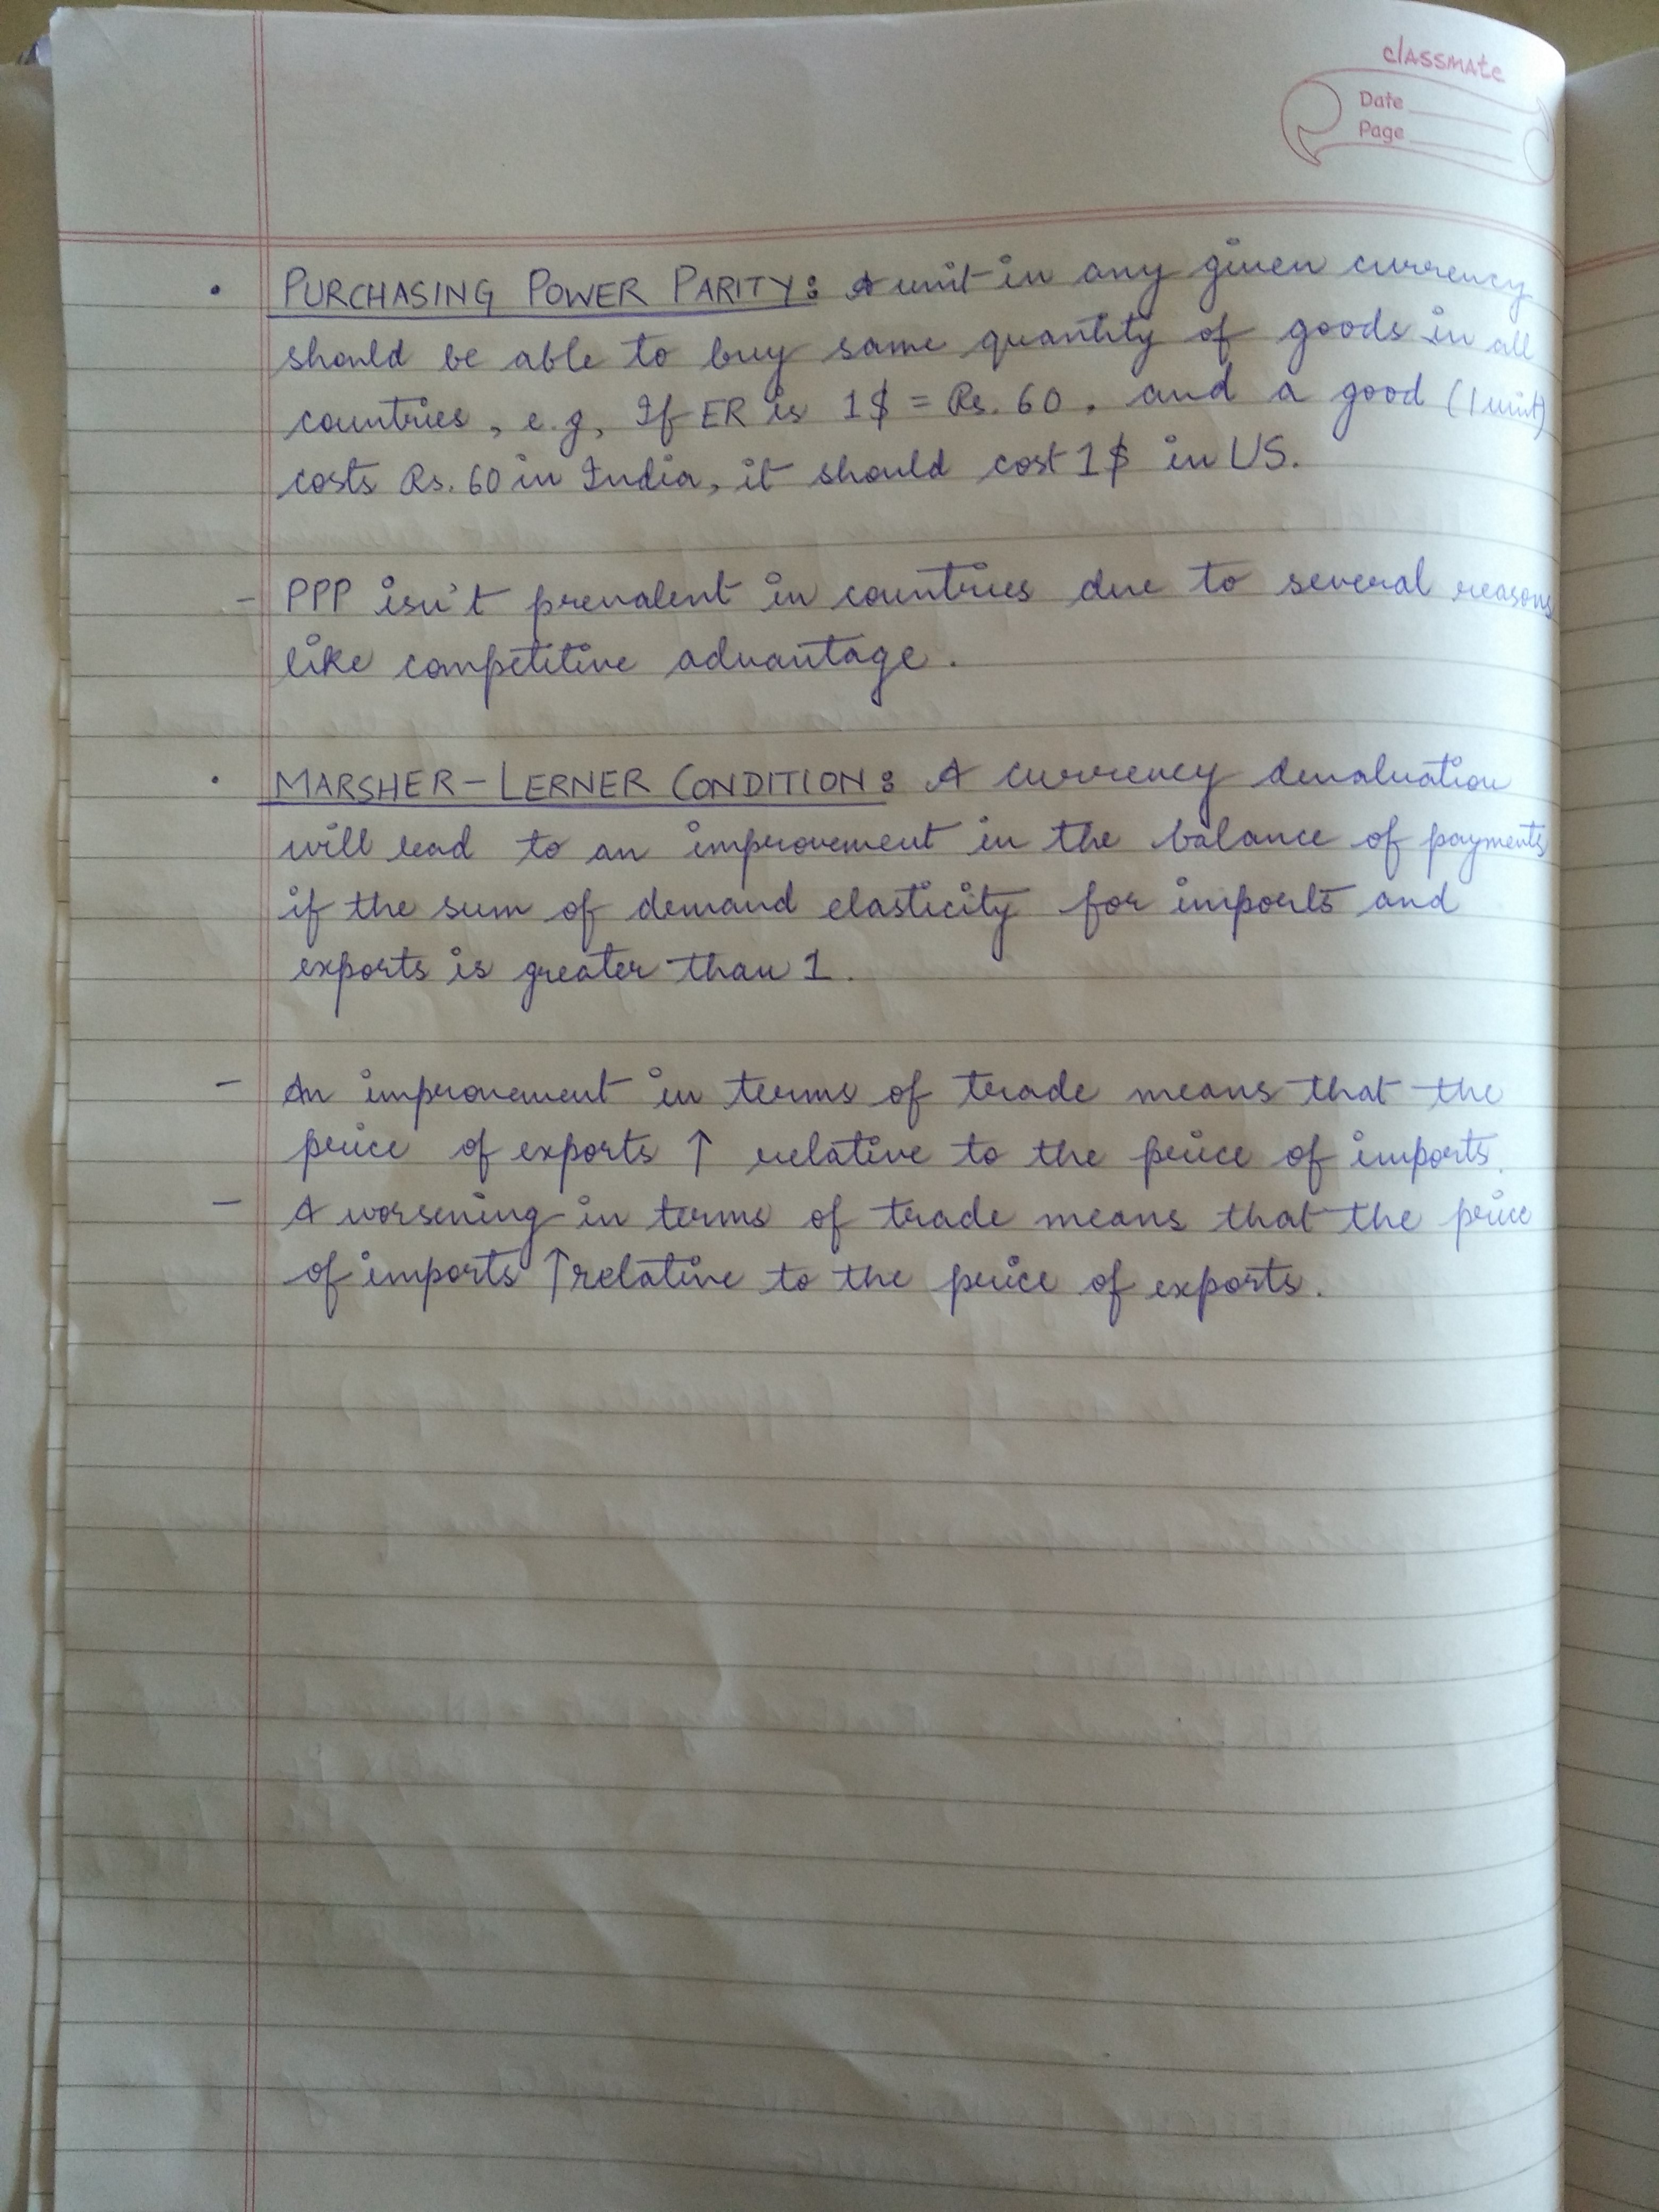 classmate
Date
Page
• PURCHASING POWER PARITY: A unit in any given currency
should be able to buy same quantity of goods in all
countries, e.g, If ER is 1$ = Rs. 60. and a good (1 unit)
costs Rs. 60 in India, it should cost 1$ in US.
- PPP isn't prevalent in countries due to several reasons
like competitive advantage.
• MARSHER-LERNER CONDITION: A currency devaluation
will lead to an improvement in the balance of payments
if the sum of demand elasticity for imports and
exports is greater than 1.
- An improvement in terms of trade means that the
price of exports ↑ relative to the price of imports.
- A worsening in terms of trade means that the price
of imports ↑ relative to the price of exports.